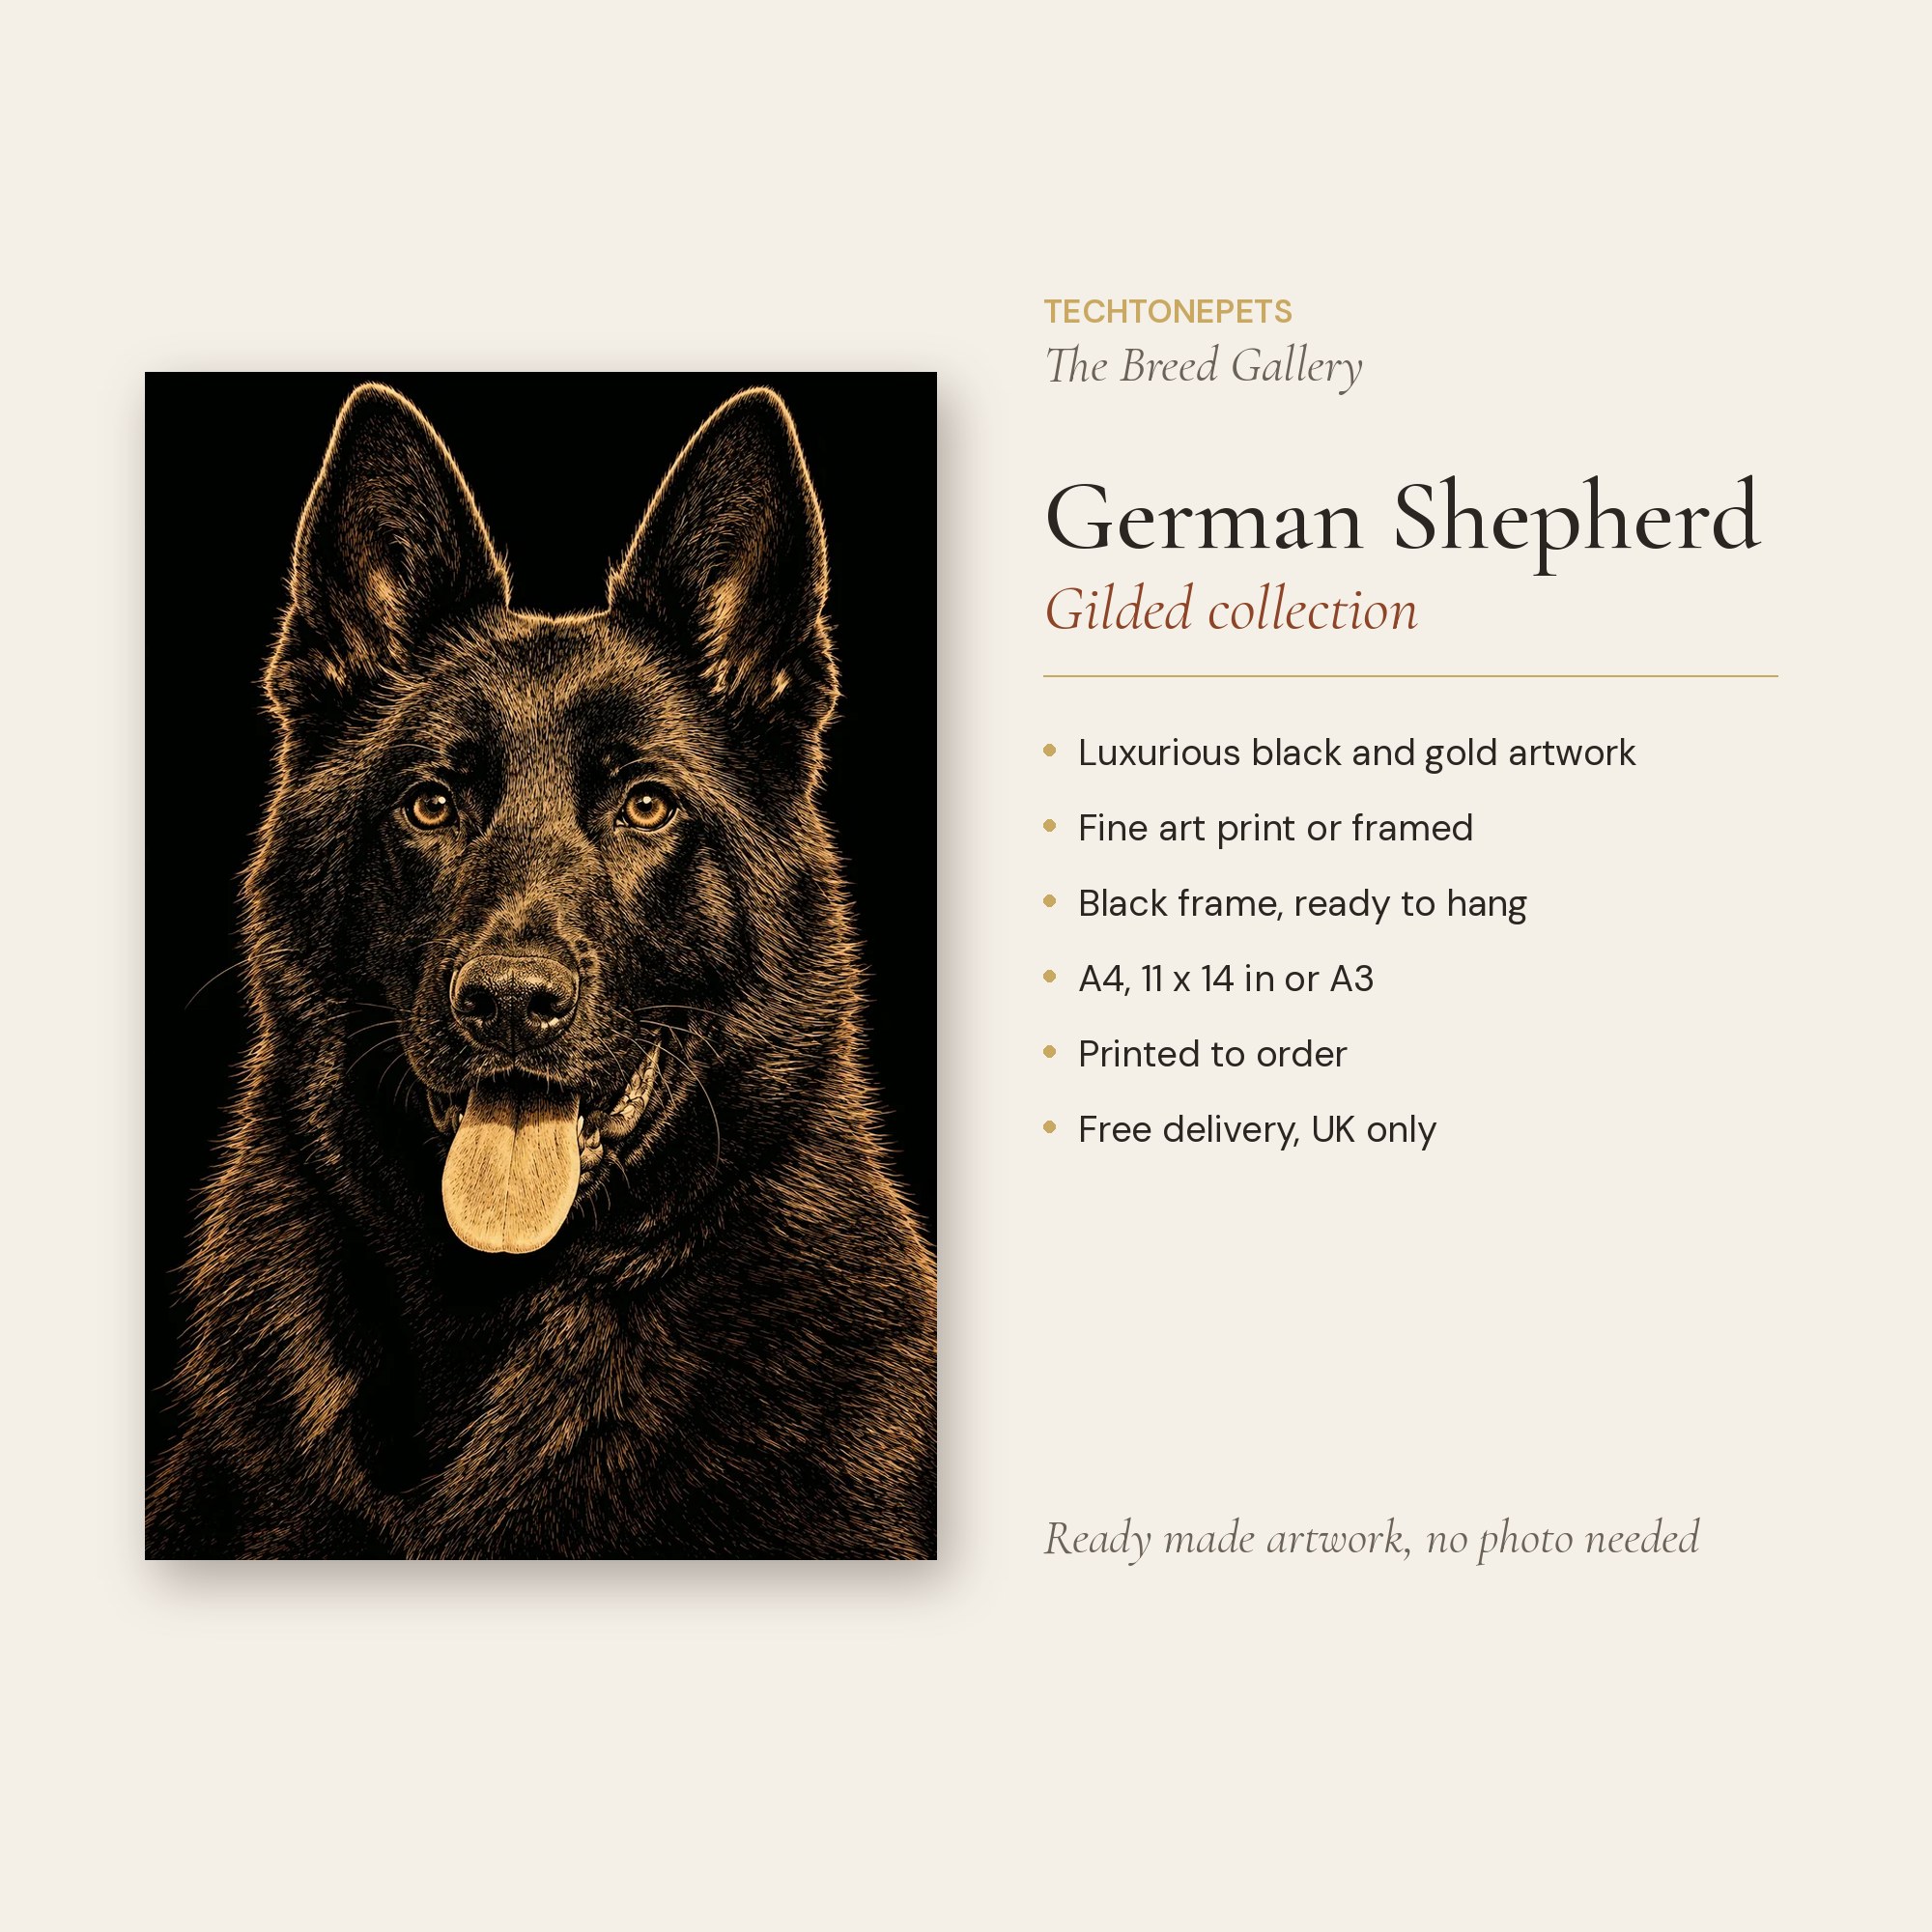 TECHTONEPETS
The Breed Gallery
German Shepherd
Gilded collection
Luxurious black and gold artwork
Fine art print or framed
Black frame, ready to hang
A4, 11 x 14 in or A3
Printed to order
Free delivery, UK only
Ready made artwork, no photo needed